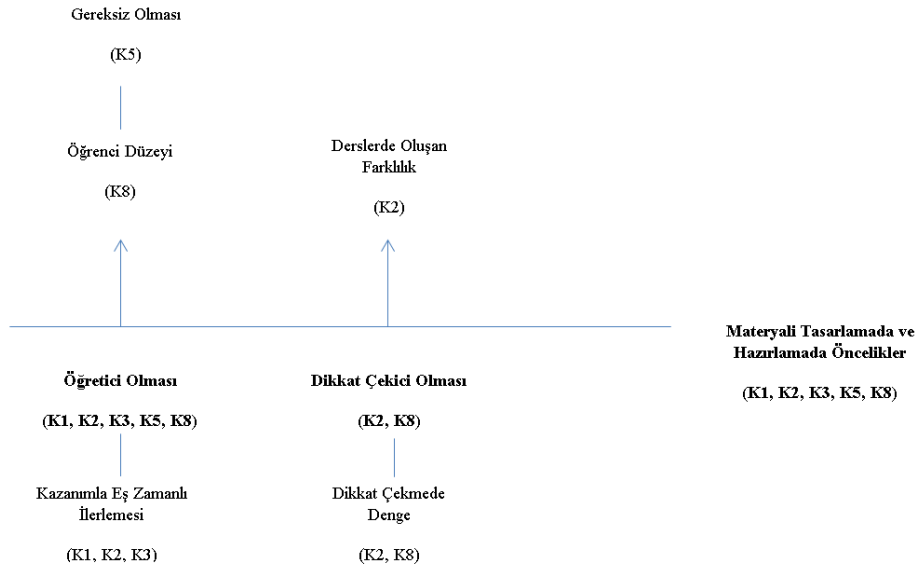 Gereksiz Olması
(K5)
Öğrenci Düzeyi
(K8)
Derslerde Oluşan
Farklılık
(K2)
Materyali Tasarlamada ve
Hazırlamada Öncelikler
(K1, K2, K3, K5, K8)
Öğretici Olması
(K1, K2, K3, K5, K8)
Dikkat Çekici Olması
(K2, K8)
Kazanımla Eş Zamanlı
İlerlemesi
(K1, K2, K3)
Dikkat Çekmede
Denge
(K2, K8)